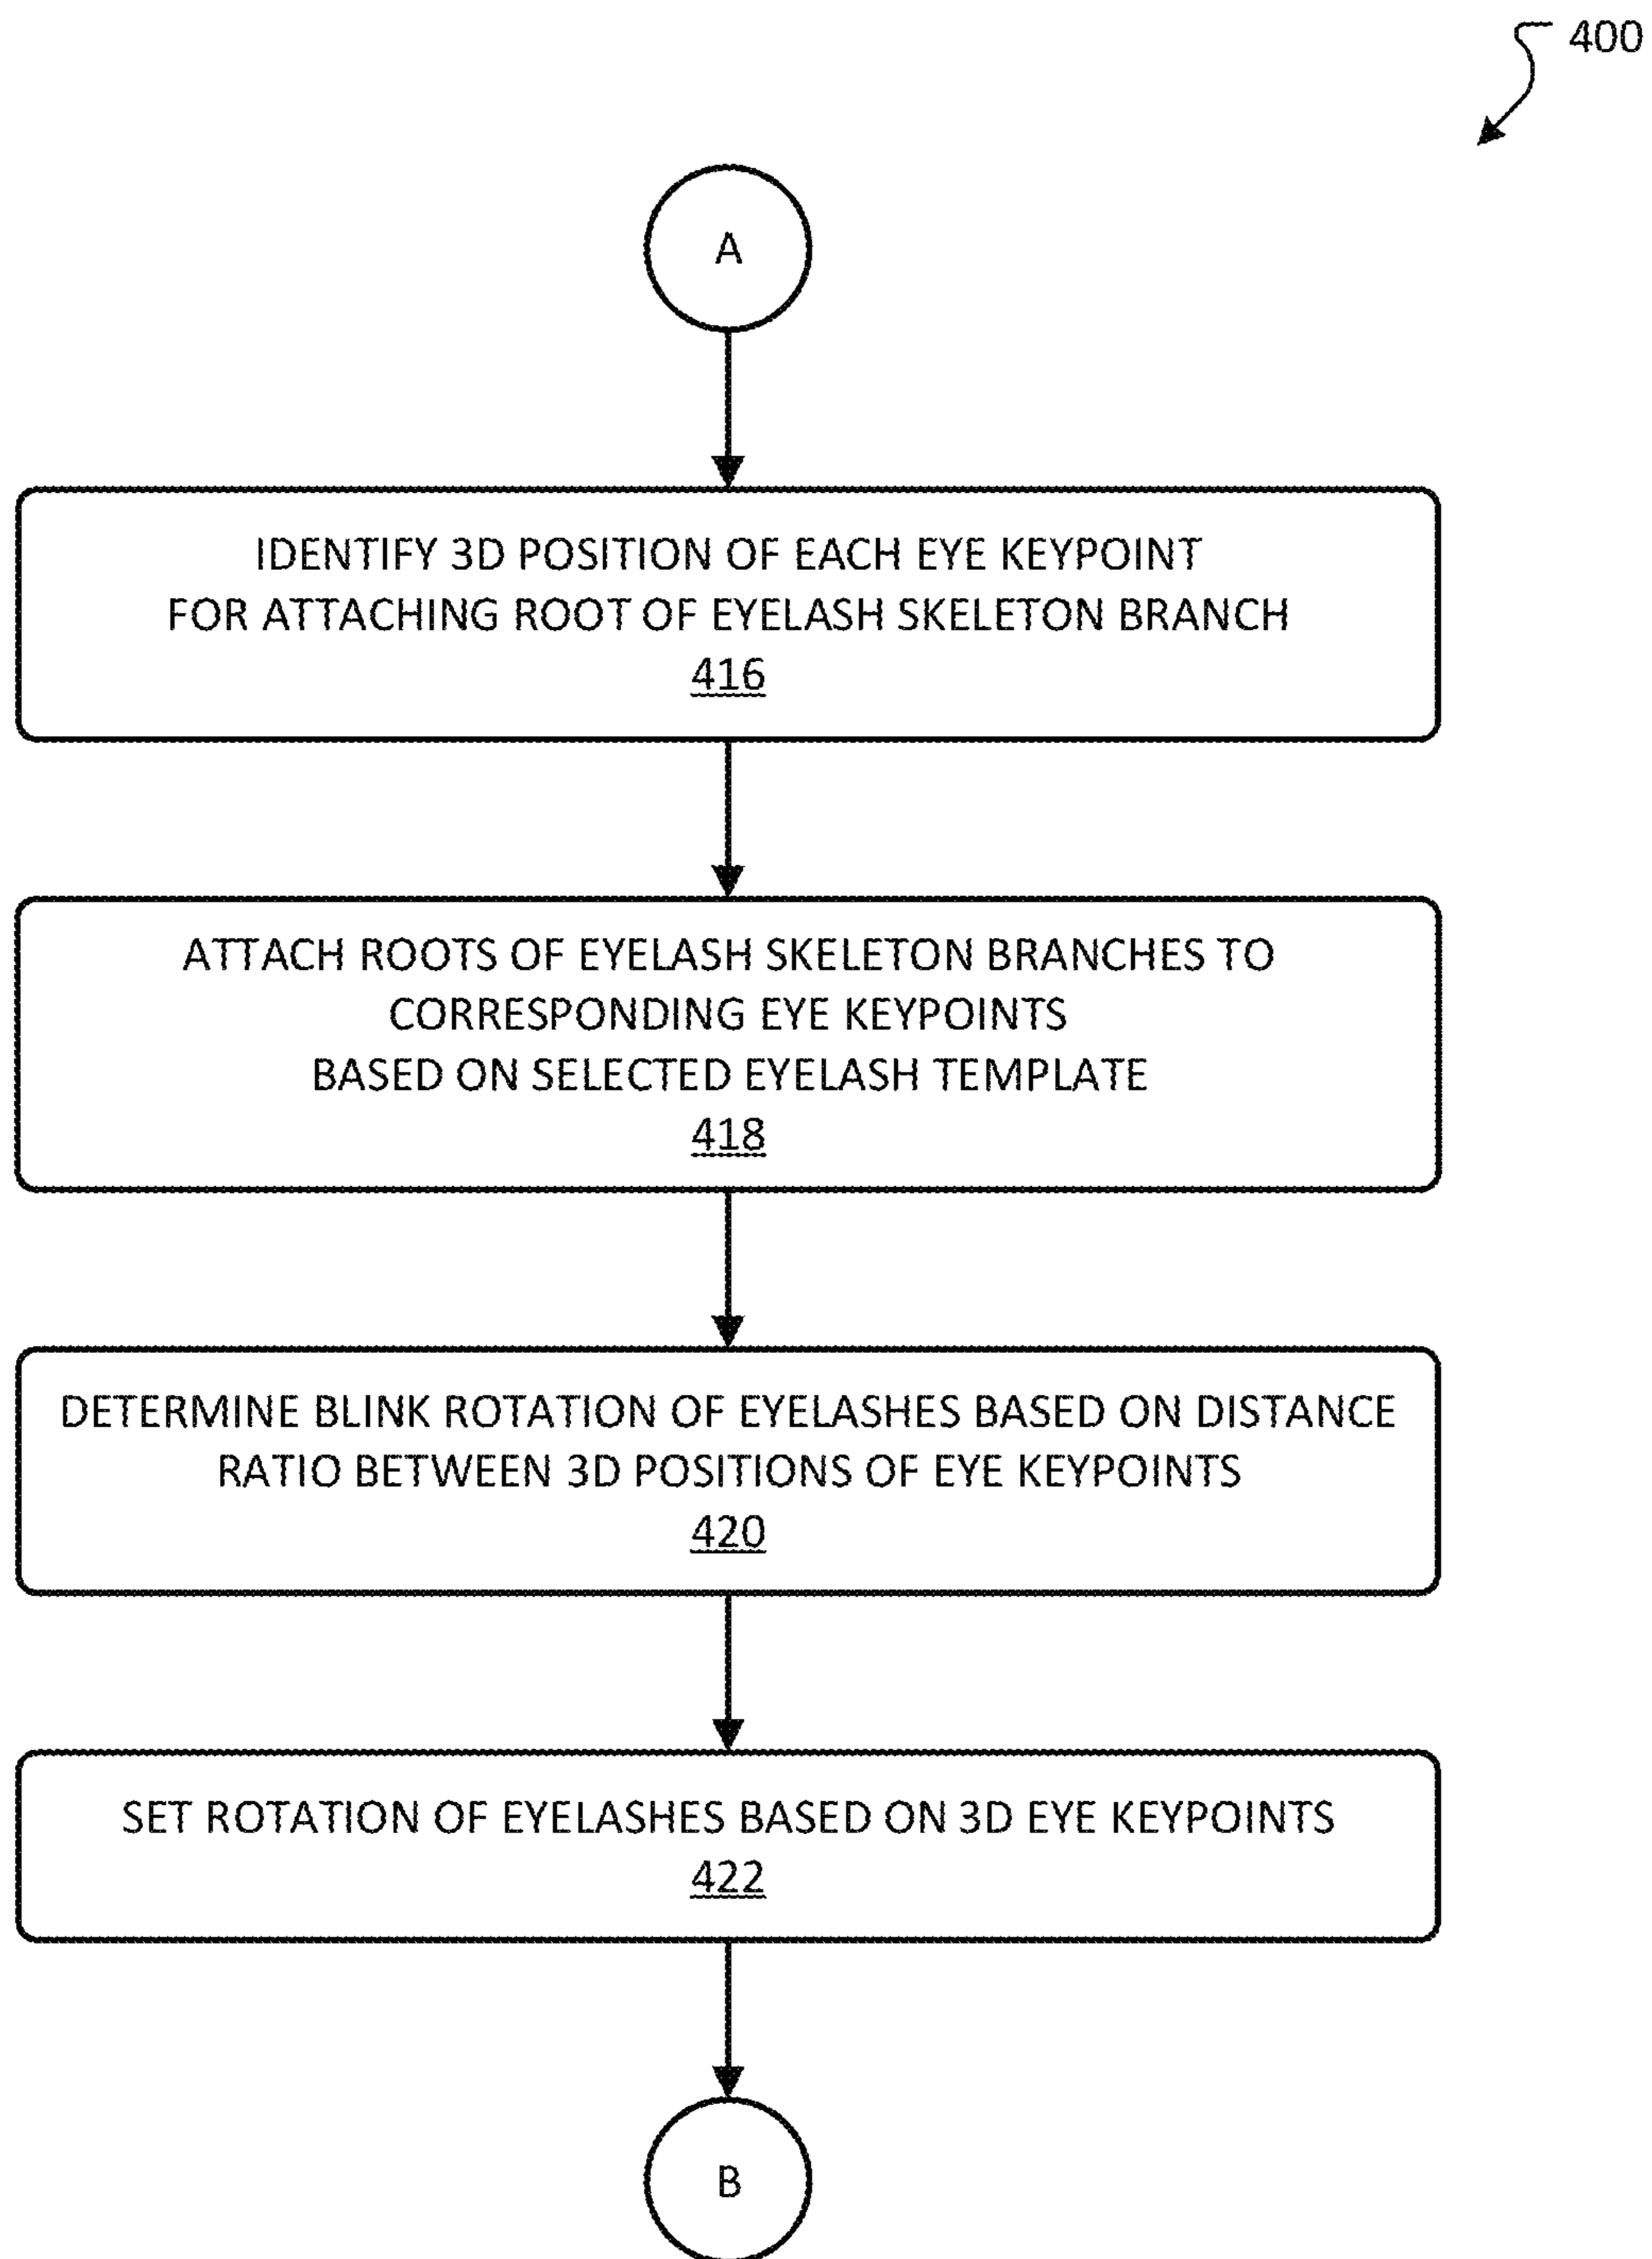 400
A
IDENTIFY 3D POSITION OF EACH EYE KEYPOINT
FOR ATTACHING ROOT OF EYELASH SKELETON BRANCH
416
ATTACH ROOTS OF EYELASH SKELETON BRANCHES TO
CORRESPONDING EYE KEYPOINTS
BASED ON SELECTED EYELASH TEMPLATE
418
DETERMINE BLINK ROTATION OF EYELASHES BASED ON DISTANCE
RATIO BETWEEN 3D POSITIONS OF EYE KEYPOINTS
420
SET ROTATION OF EYELASHES BASED ON 3D EYE KEYPOINTS
422
B